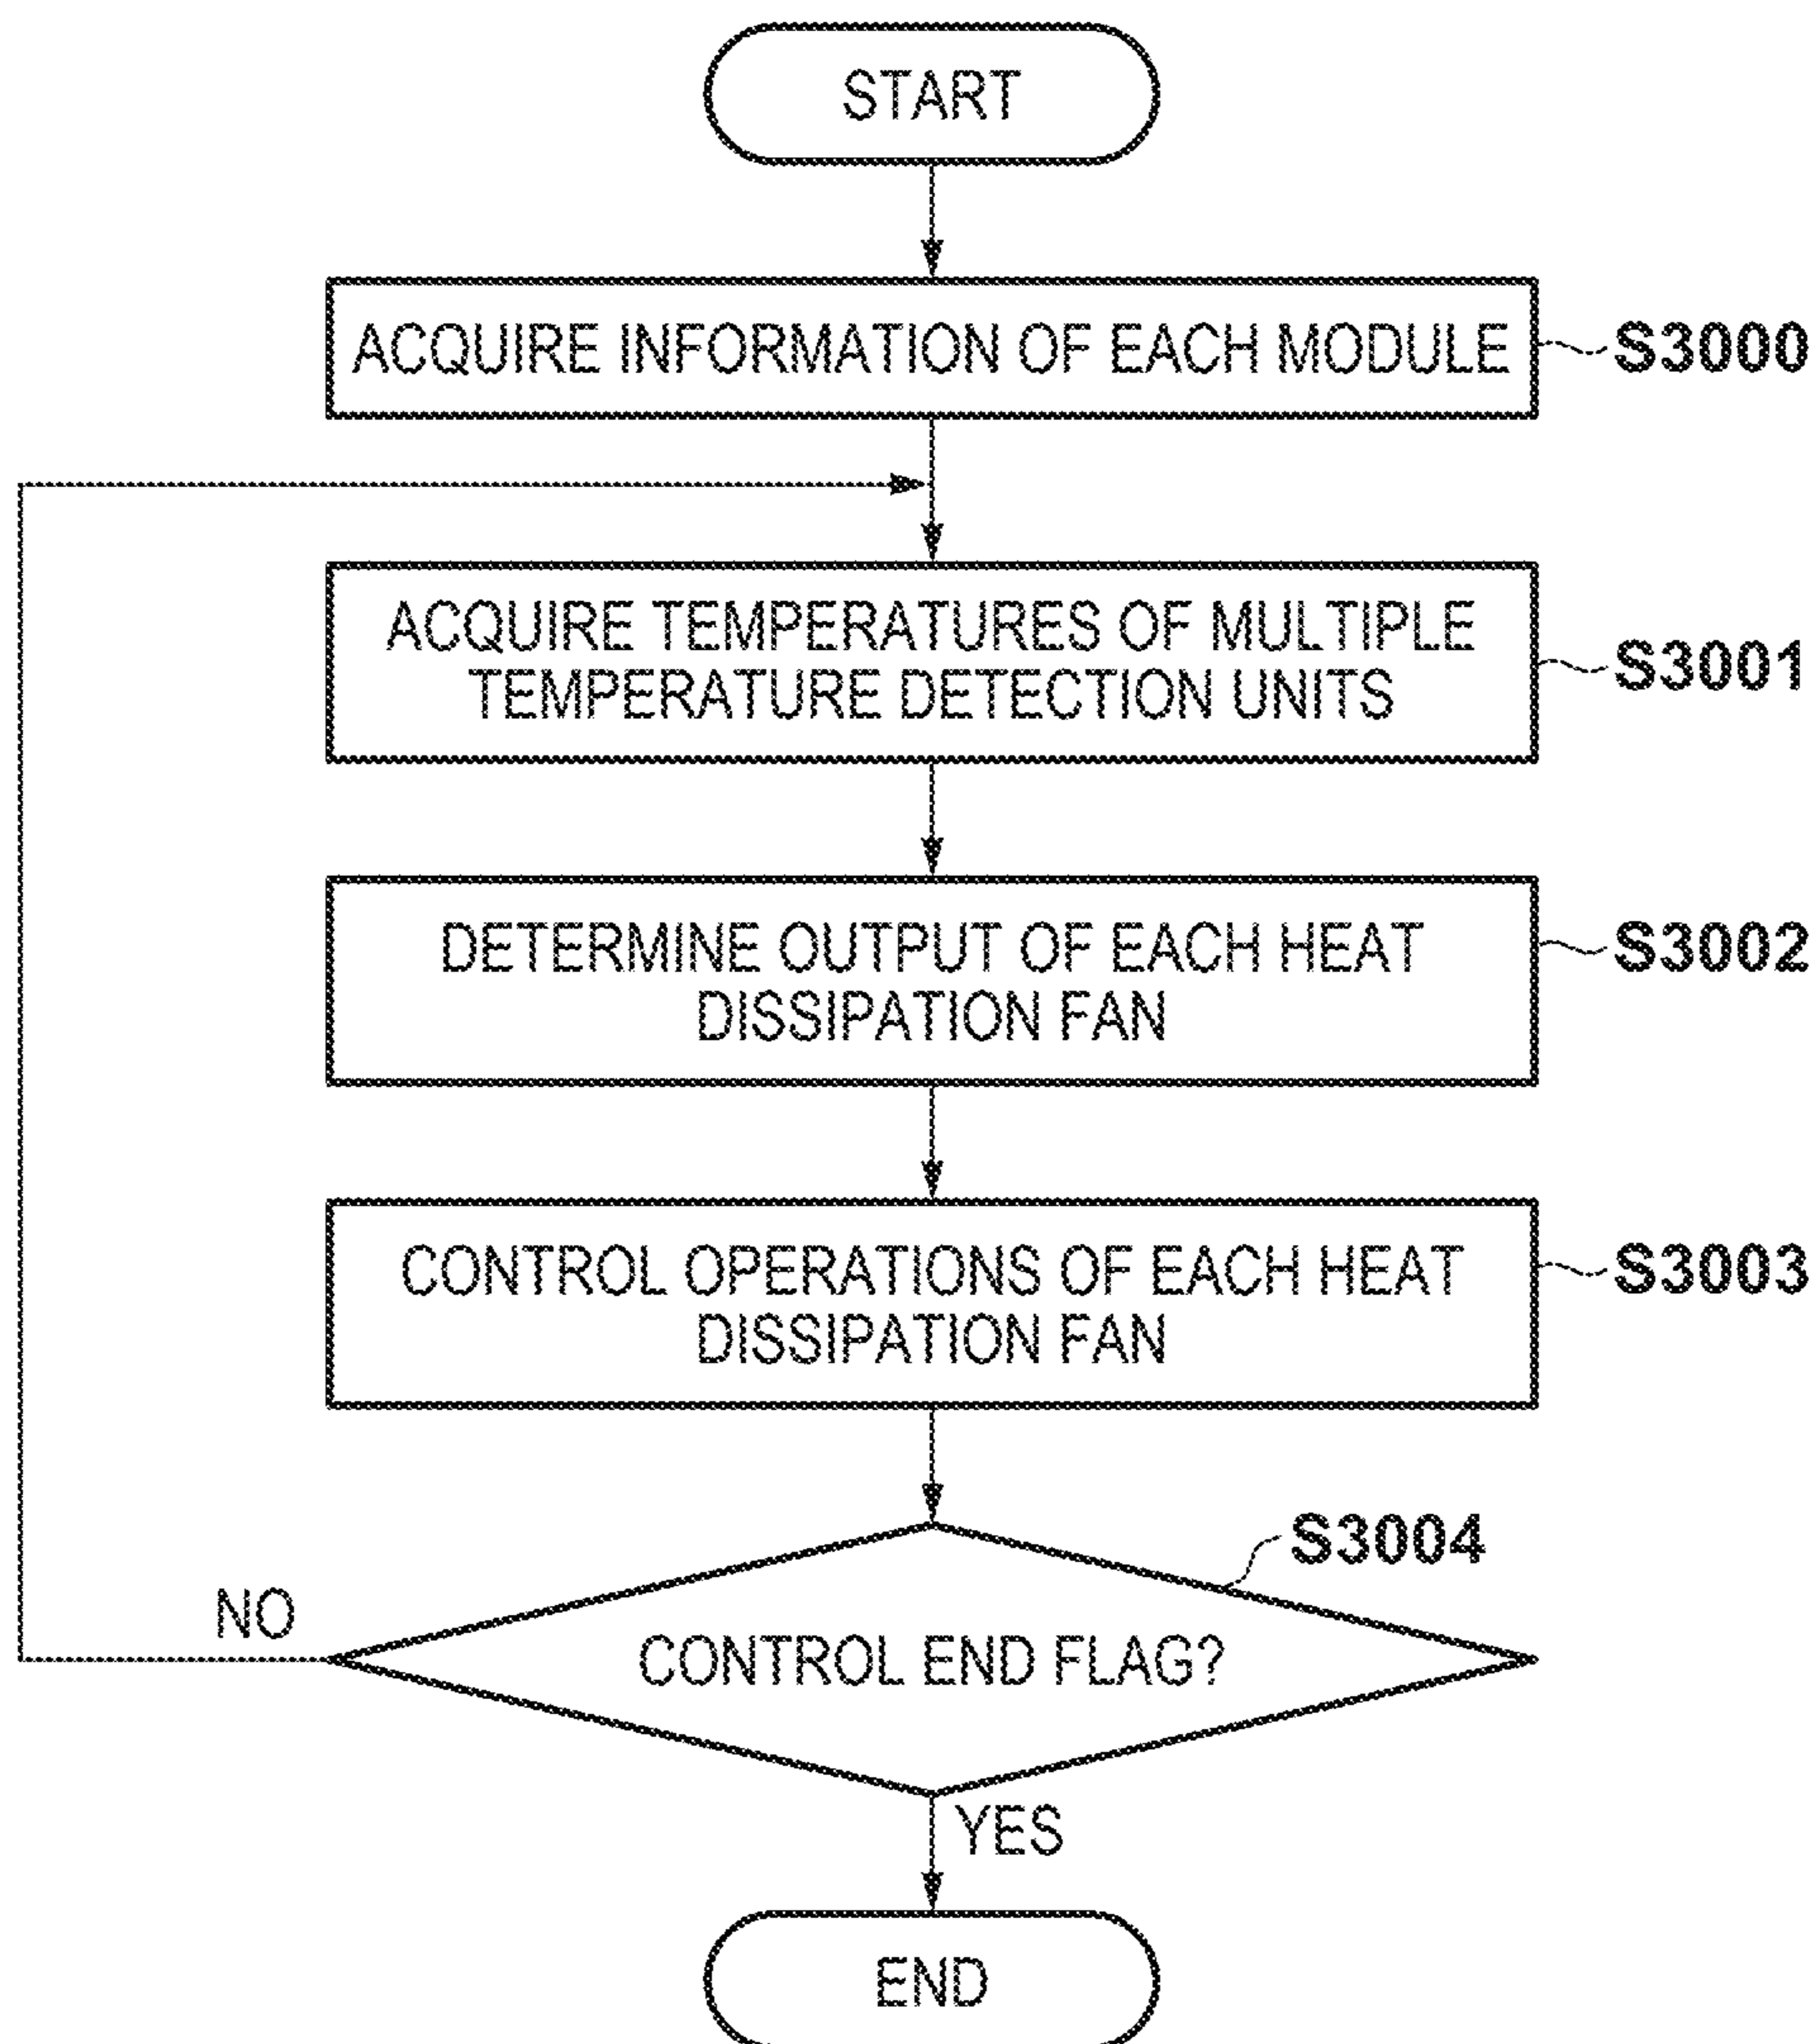 START
ACQUIRE INFORMATION OF EACH MODULE
S3000
ACQUIRE TEMPERATURES OF MULTIPLE
TEMPERATURE DETECTION UNITS
S3001
DETERMINE OUTPUT OF EACH HEAT
DISSIPATION FAN
S3002
CONTROL OPERATIONS OF EACH HEAT
DISSIPATION FAN
S3003
S3004
CONTROL END FLAG?
NO
YES
END